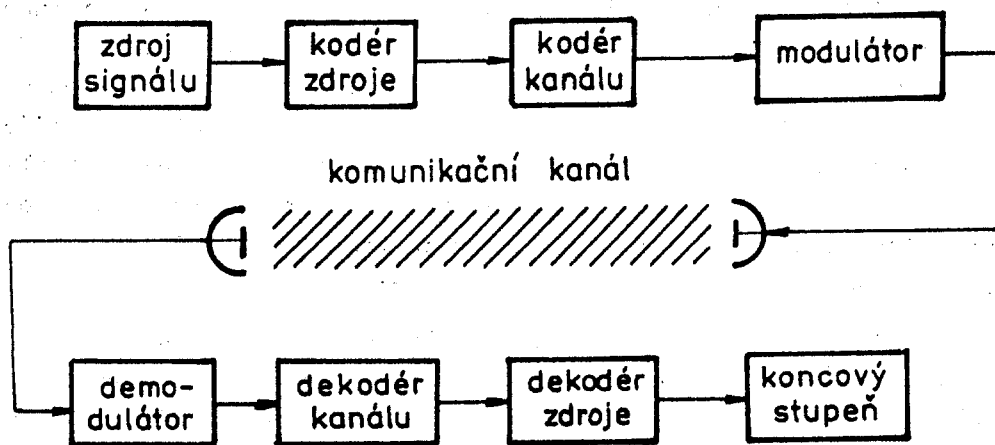 zdroj
signálu
kodér
zdroje
kodér
kanálu
modulátor
komunikační kanál
demo-
dulátor
dekodér
kanálu
dekodér
zdroje
koncový
stupeň